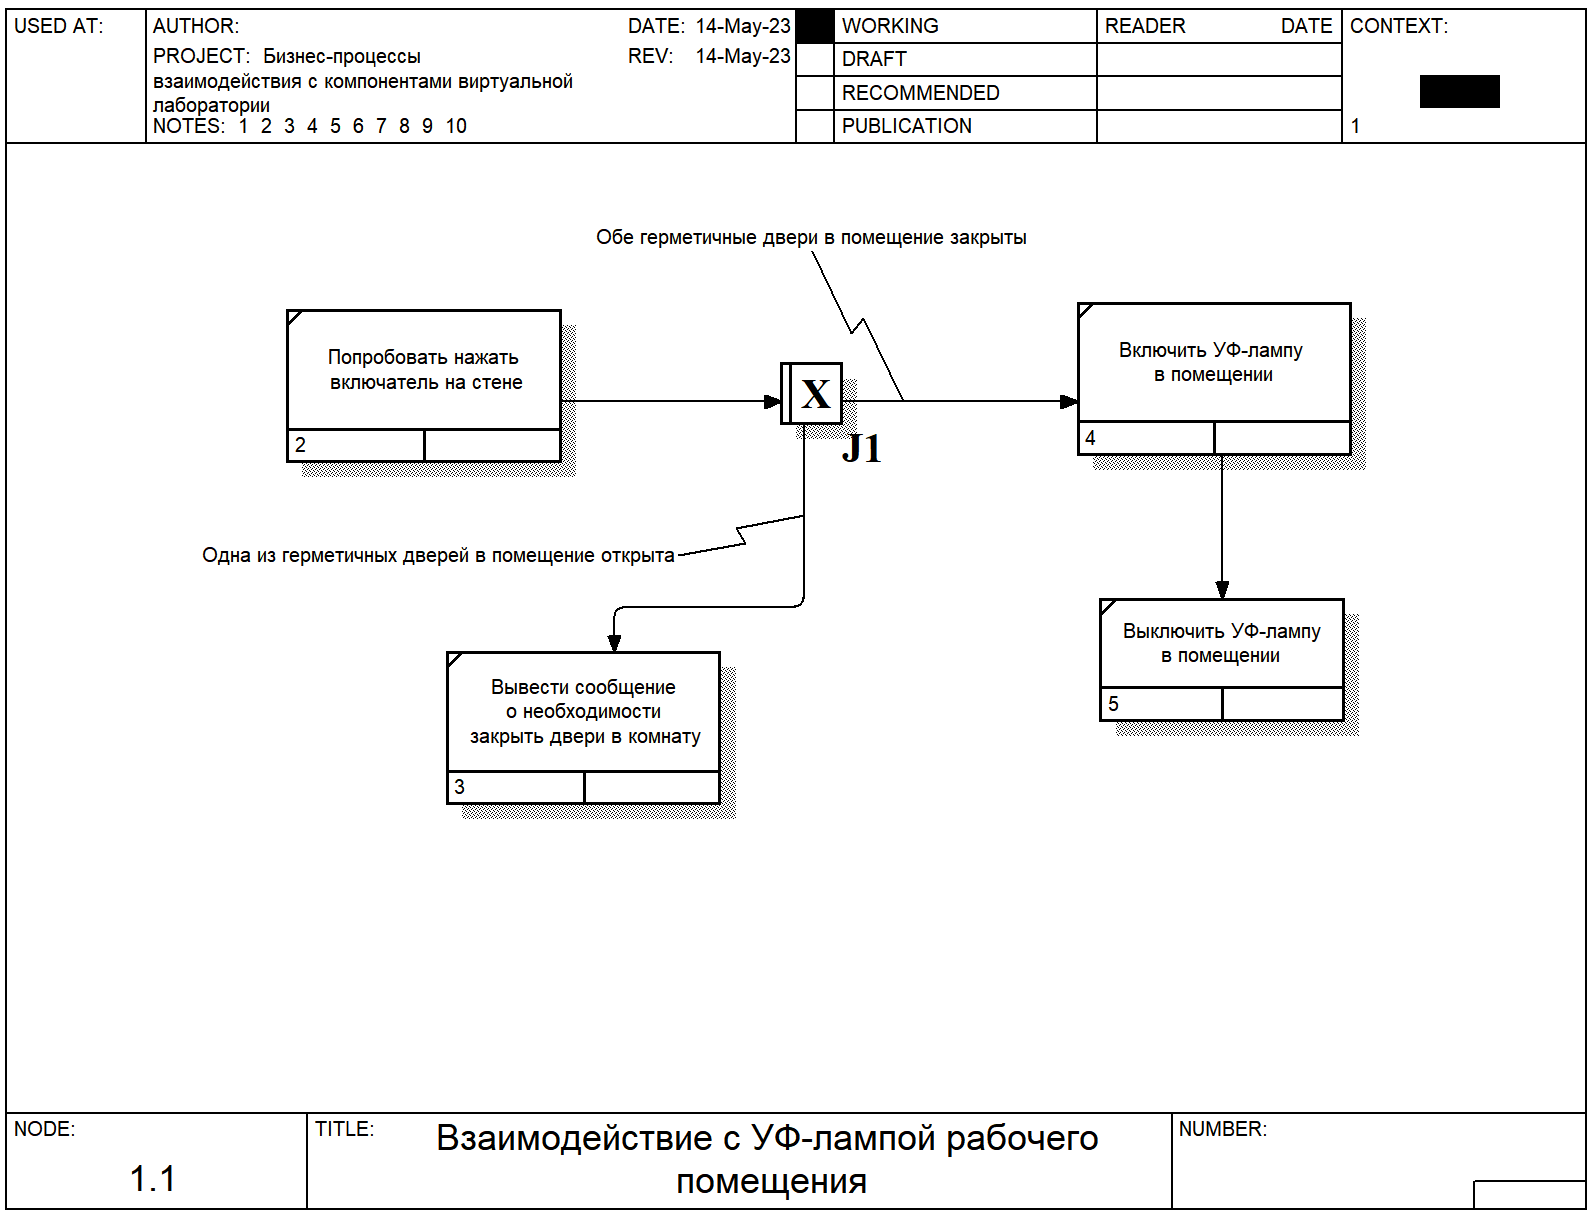 USED AT:
AUTHOR:
DATE: 14-May-23
PROJECT: Бизнес-процессы
взаимодействия с компонентами виртуальной
лаборатории
REV: 14-May-23
NOTES: 1 2 3 4 5 6 7 8 9 10
WORKING
DRAFT
RECOMMENDED
PUBLICATION
READER DATE
CONTEXT:
1
Обе герметичные двери в помещение закрыты
Попробовать нажать
включатель на стене
2
X
J1
Включить УФ-лампу
в помещении
4
Одна из герметичных дверей в помещение открыта
Вывести сообщение
о необходимости
закрыть двери в комнату
3
Выключить УФ-лампу
в помещении
5
NODE:
1.1
TITLE:
Взаимодействие с УФ-лампой рабочего
помещения
NUMBER: